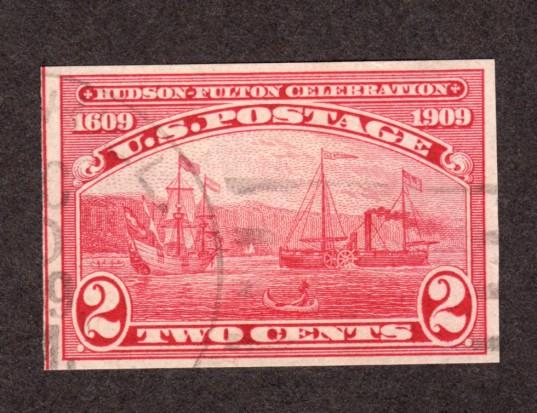 HUDSON-FULTON CELEBRATION
1609 1909
U.S. POSTAGE
2 TWO CENTS 2